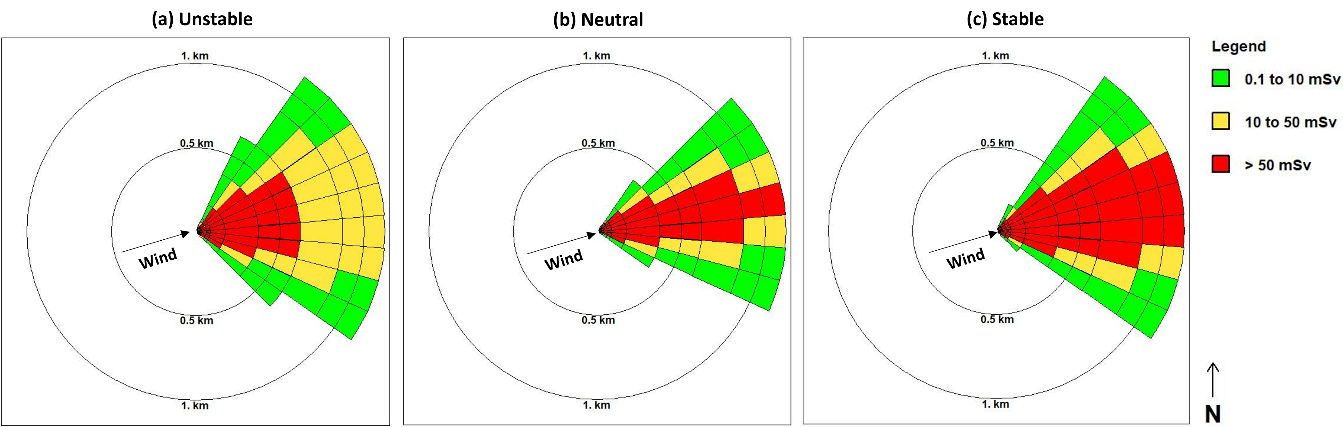 (a) Unstable
(b) Neutral
(c) Stable
1. km
0.5 km
Wind
0.5 km
1. km
1. km
0.5 km
Wind
0.5 km
1. km
1. km
0.5 km
Wind
0.5 km
1. km
Legend
0.1 to 10 mSv
10 to 50 mSv
> 50 mSv
N